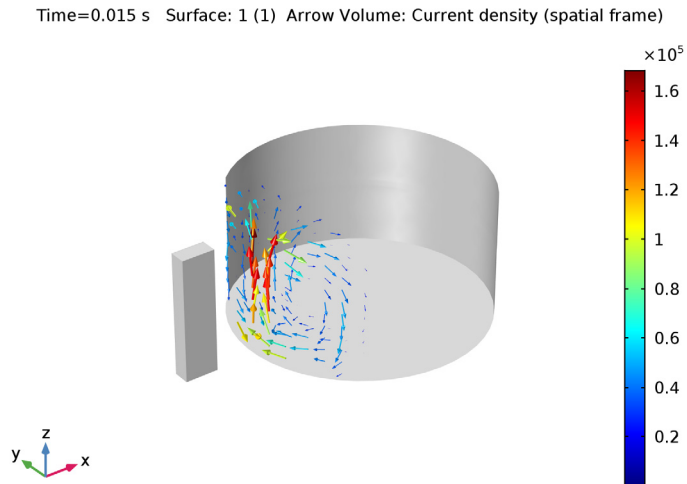 Time=0.015 s Surface: 1 (1) Arrow Volume: Current density (spatial frame)
×10⁵
1.6
1.4
1.2
1
0.8
0.6
0.4
0.2
z
y
x